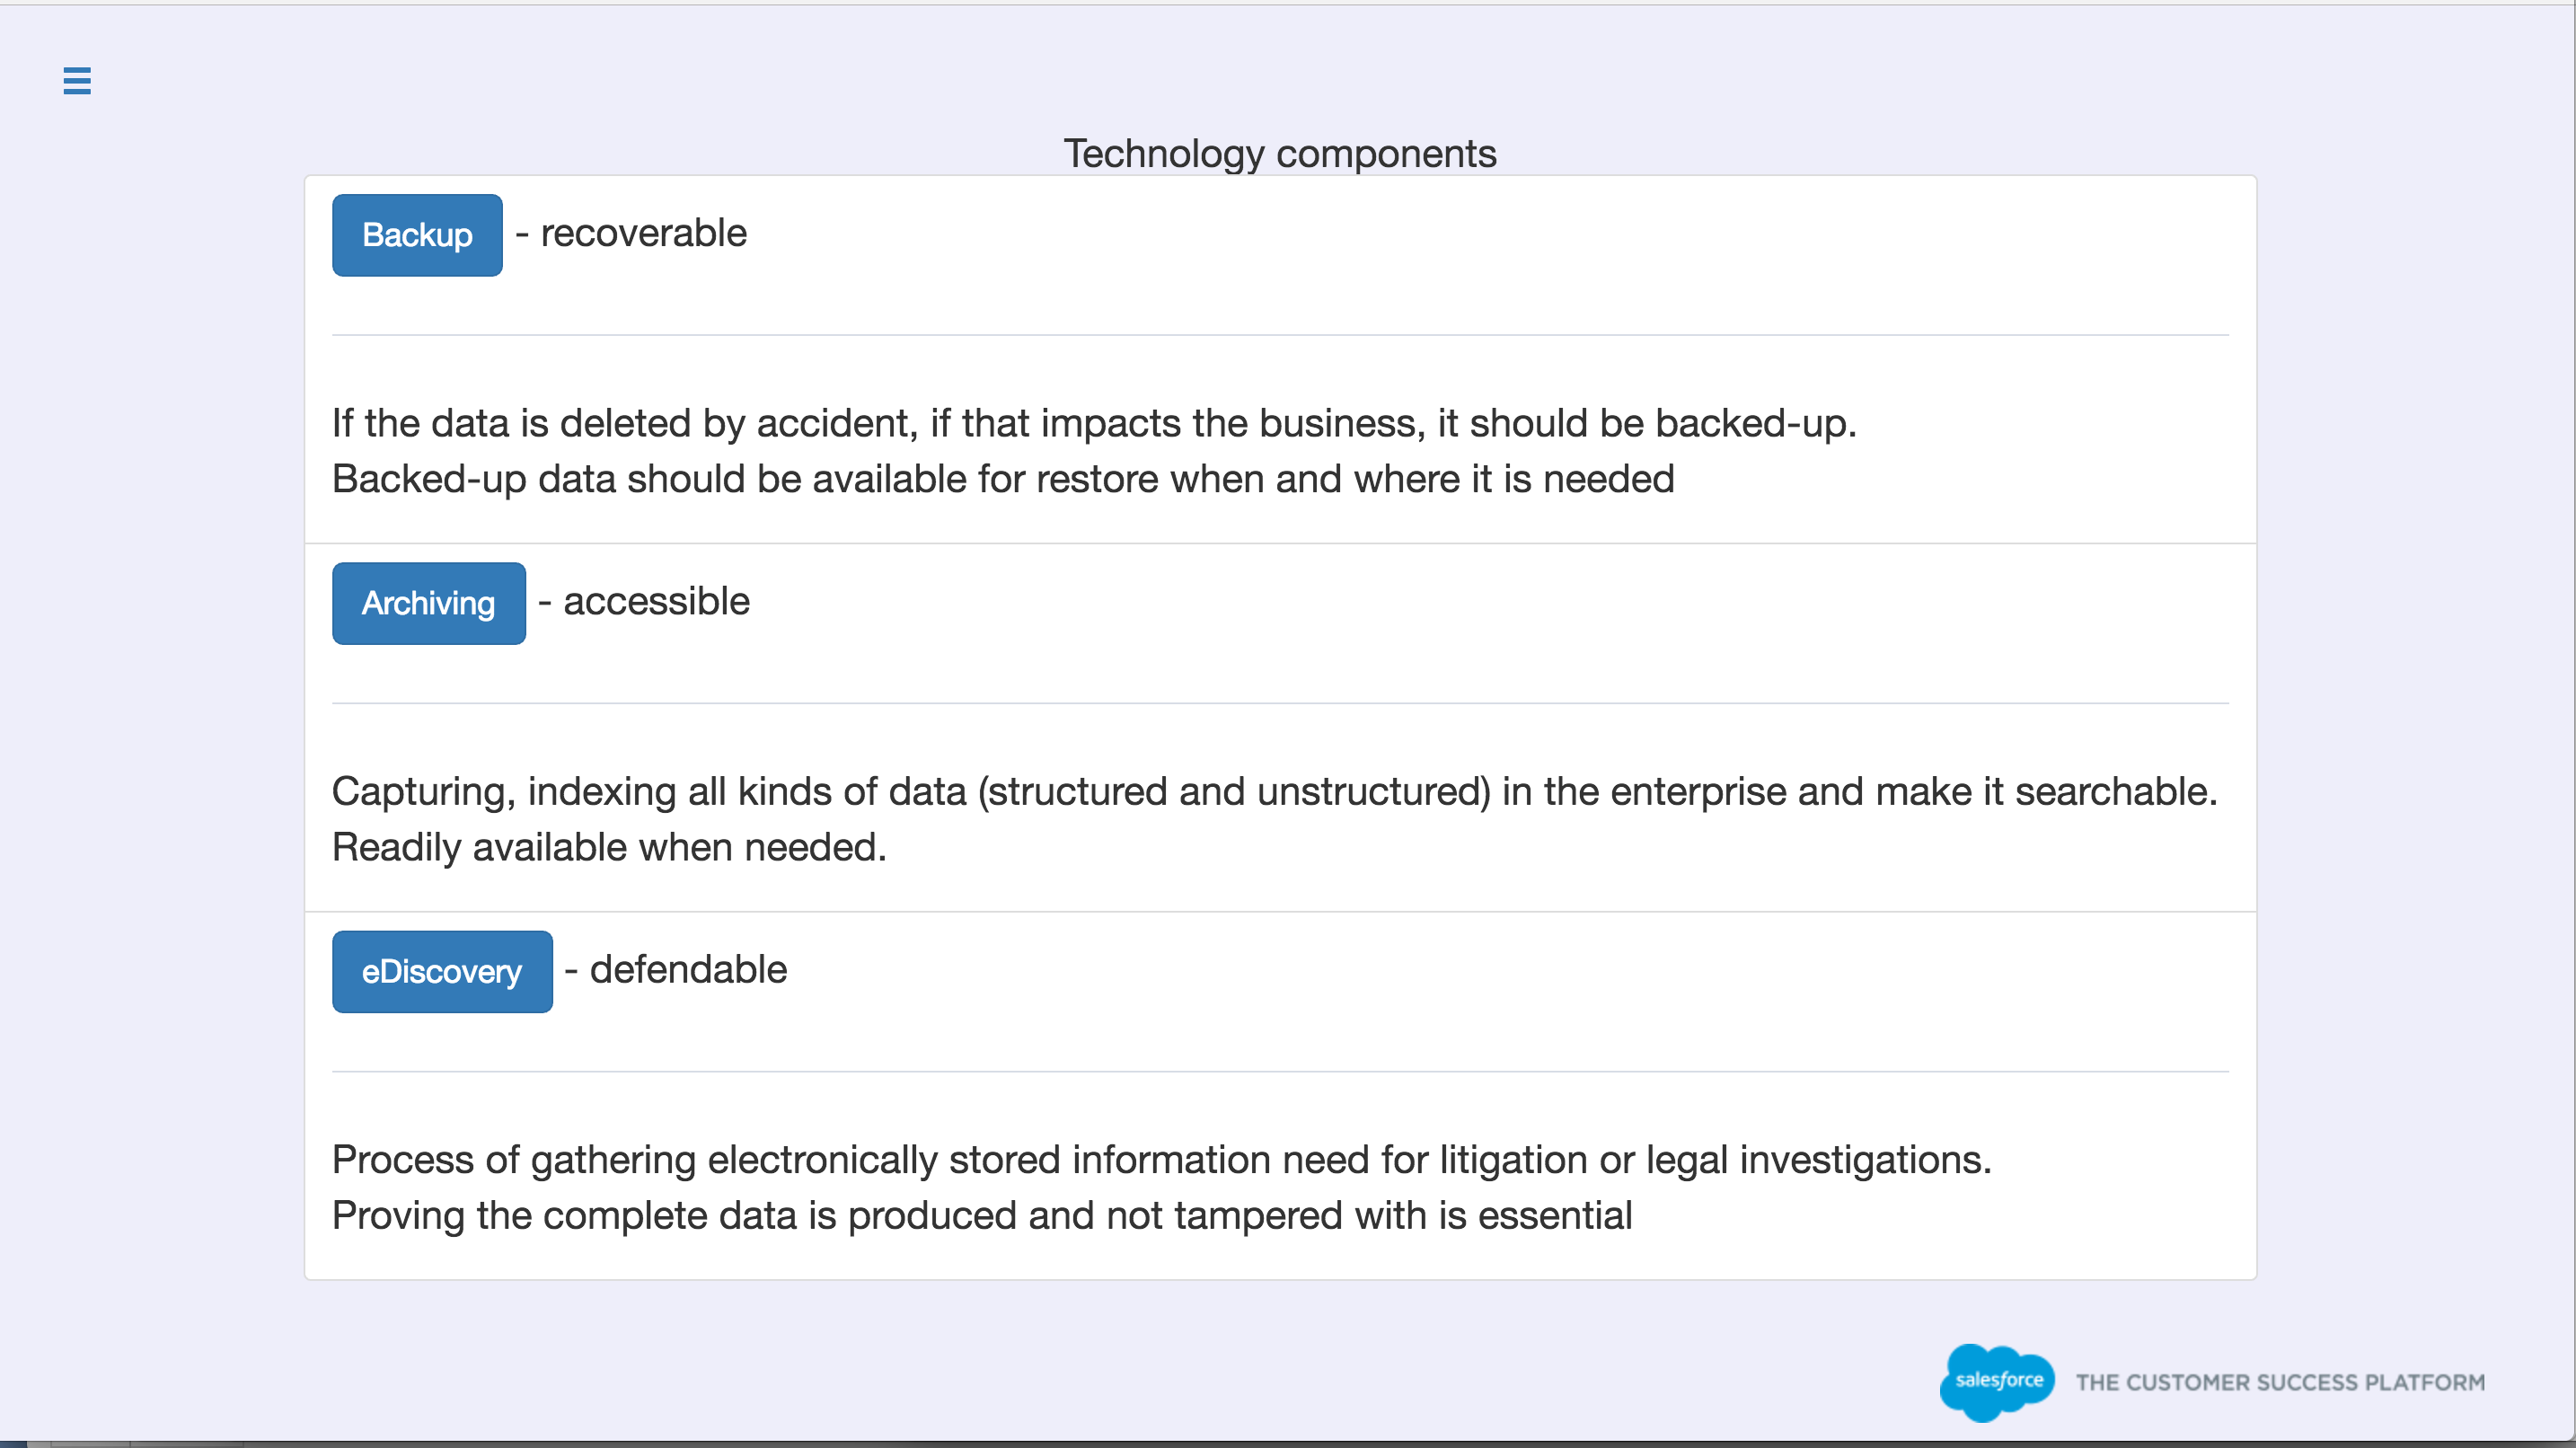 Technology components
Backup - recoverable
If the data is deleted by accident, if that impacts the business, it should be backed-up.
Backed-up data should be available for restore when and where it is needed
Archiving - accessible
Capturing, indexing all kinds of data (structured and unstructured) in the enterprise and make it searchable.
Readily available when needed.
eDiscovery - defendable
Process of gathering electronically stored information need for litigation or legal investigations.
Proving the complete data is produced and not tampered with is essential
salesforce THE CUSTOMER SUCCESS PLATFORM